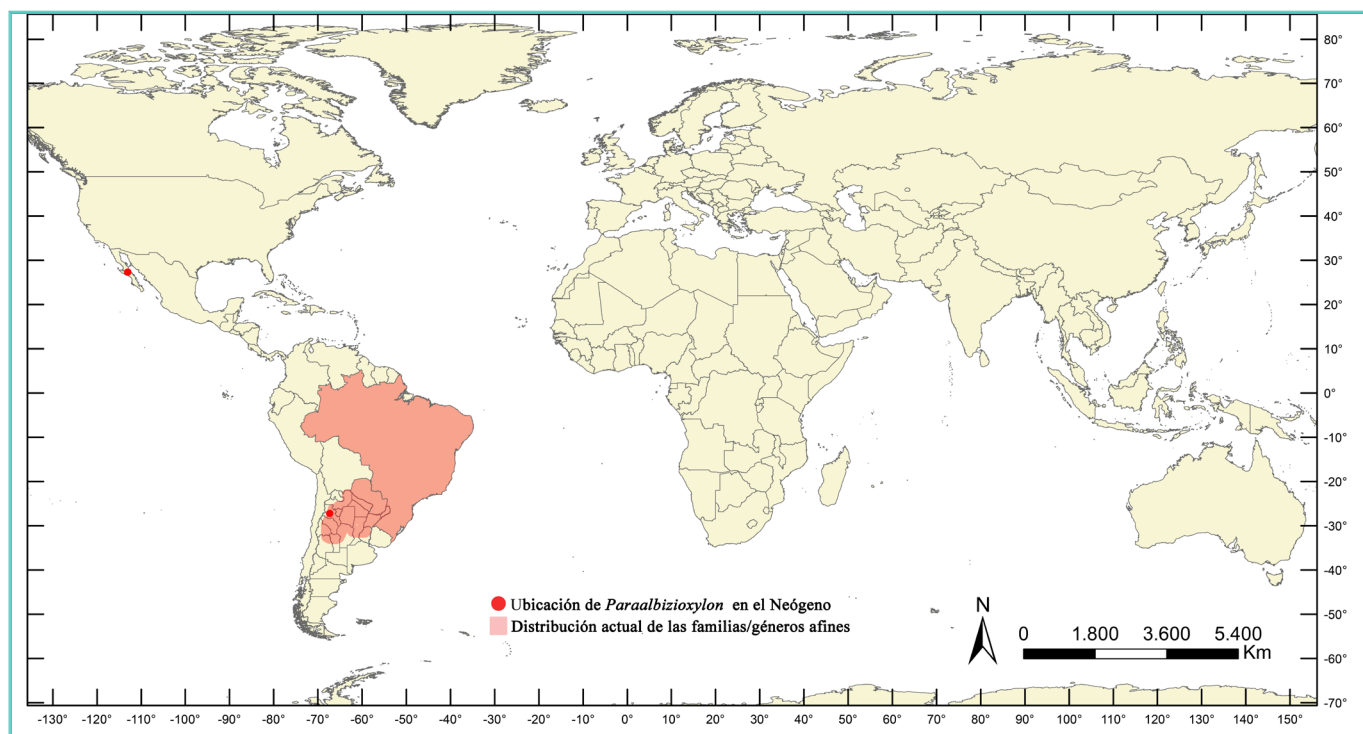 80°
70°
60°
50°
40°
30°
20°
10°
0°
-10°
-20°
-30°
-40°
-50°
-60°
-70°
Ubicación de Paraalbizioxylon en el Neógeno
Distribución actual de las familias/géneros afines
N
0 1.800 3.600 5.400
Km
-130° -120° -110° -100° -90° -80° -70° -60° -50° -40° -30° -20° -10° 0° 10° 20° 30° 40° 50° 60° 70° 80° 90° 100° 110° 120° 130° 140° 150°